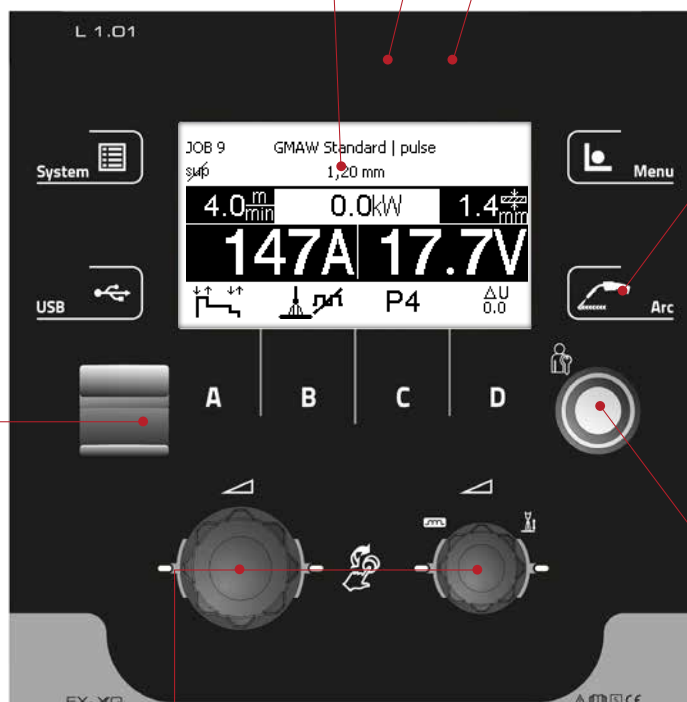 L 1.01
System
Menu
JOB 9 GMAW Standard | pulse
sup 1,20 mm
4.0 m/min 0.0kW 1.4 mm
147A 17.7V
P4 ΔU
0.0
USB
Arc
A B C D